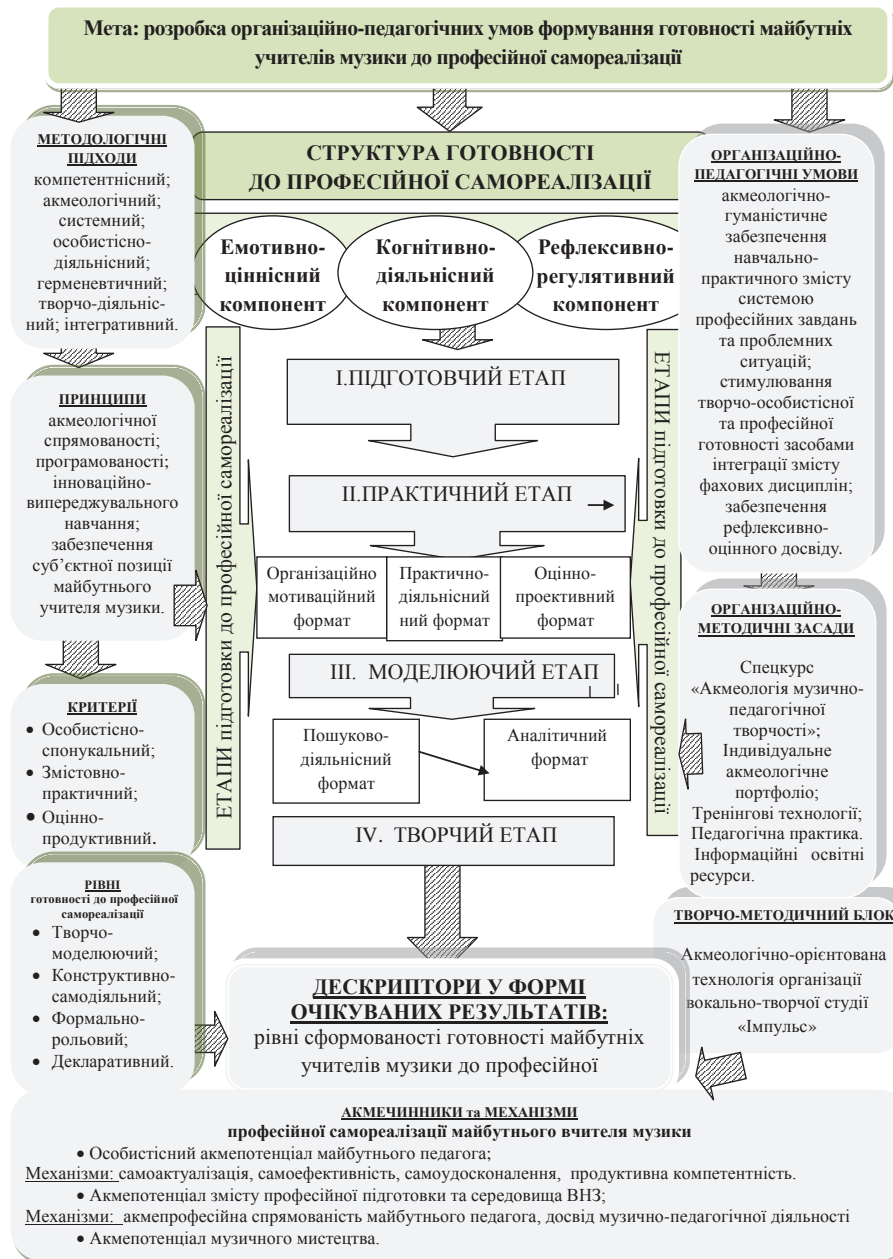 Мета: розробка організаційно-педагогічних умов формування готовності майбутніх
учителів музики до професійної самореалізації
МЕТОДОЛОГІЧНІ
ПІДХОДИ
компетентнісний;
акмеологічний;
системний;
особистісно-
діяльнісний;
герменевтичний;
творчо-діяльніс-
ний; інтегративний.
ПРИНЦИПИ
акмеологічної
спрямованості;
програмованості;
інноваційно-
випереджувального
навчання;
забезпечення
суб’єктної позиції
майбутнього
учителя музики.
КРИТЕРІЇ
• Особистісно-
спонукальний;
• Змістовно-
практичний;
• Оцінно-
продуктивний.
РІВНІ
готовності до професійної
самореалізації
• Творчо-
моделюючий;
• Конструктивно-
самодіяльний;
• Формально-
рольовий;
• Декларативний.
СТРУКТУРА ГОТОВНОСТІ
ДО ПРОФЕСІЙНОЇ САМОРЕАЛІЗАЦІЇ
Емотивно-
ціннісний
компонент
Когнітивно-
діяльнісний
компонент
Рефлексивно-
регулятивний
компонент
ЕТАПИ підготовки до професійної самореалізації
І.ПІДГОТОВЧИЙ ЕТАП
ІІ.ПРАКТИЧНИЙ ЕТАП
Організаційно
мотиваційний
формат
Практично-
діяльнісний
ний формат
Оцінно-
проективний
формат
ІІІ. МОДЕЛЮЮЧИЙ ЕТАП
Пошуково-
діяльнісний
формат
Аналітичний
формат
IV. ТВОРЧИЙ ЕТАП
ЕТАПИ підготовки до професійної самореалізації
ДЕСКРИПТОРИ У ФОРМІ
ОЧІКУВАНИХ РЕЗУЛЬТАТІВ:
рівні сформованості готовності майбутніх
учителів музики до професійної
ОРГАНІЗАЦІЙНО-
ПЕДАГОГІЧНІ УМОВИ
акмеологічно-
гуманістичне
забезпечення
навчально-
практичного змісту
системою
професійних завдань
та проблемних
ситуацій;
стимулювання
творчо-особистісної
та професійної
готовності засобами
інтеграції змісту
фахових дисциплін;
забезпечення
рефлексивно-
оцінного досвіду.
ОРГАНІЗАЦІЙНО-
МЕТОДИЧНІ ЗАСАДИ
Спецкурс
«Акмеологія музично-
педагогічної
творчості»;
Індивідуальне
акмеологічне
портфоліо;
Тренінгові технології;
Педагогічна практика.
Інформаційні освітні
ресурси.
ТВОРЧО-МЕТОДИЧНИЙ БЛОК
Акмеологічно-орієнтована
технологія організації
вокально-творчої студії
«Імпульс»
АКМЕЧИННИКИ та МЕХАНІЗМИ
професійної самореалізації майбутнього вчителя музики
• Особистісний акмепотенціал майбутнього педагога;
Механізми: самоактуалізація, самоефективність, самоудосконалення, продуктивна компетентність.
• Акмепотенціал змісту професійної підготовки та середовища ВНЗ;
Механізми: акмепрофесійна спрямованість майбутнього педагога, досвід музично-педагогічної діяльності
• Акмепотенціал музичного мистецтва.